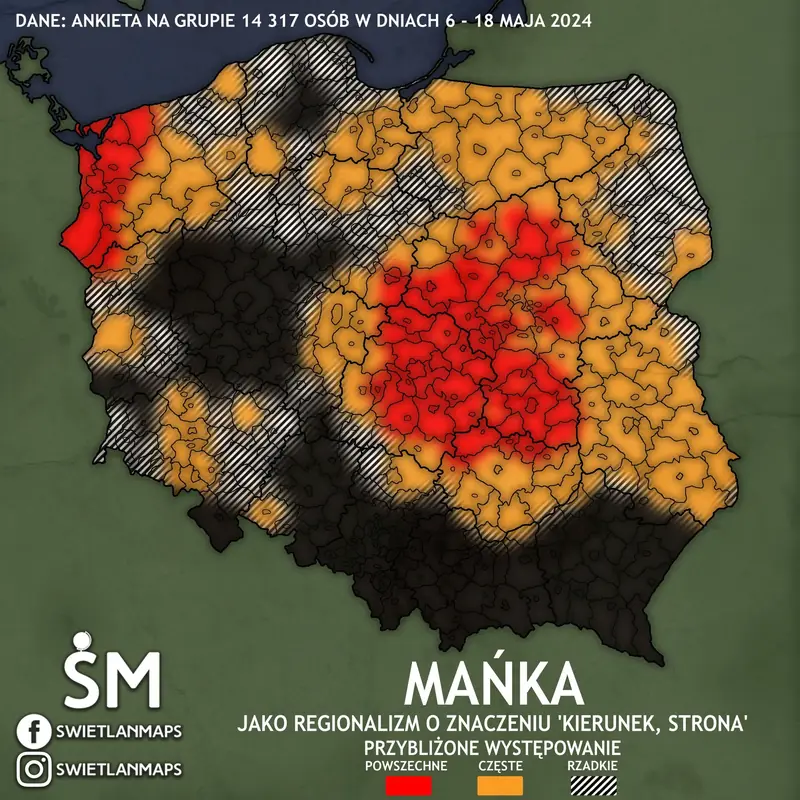 DANE: ANKIETA NA GRUPIE 14 317 OSÓB W DNIACH 6 - 18 MAJA 2024
ŚM
SWIETLANMAPS
SWIETLANMAPS
MAŃKA
JAKO REGIONALIZM O ZNACZENIU 'KIERUNEK, STRONA'
PRZYBLIŻONE WYSTĘPOWANIE
POWSZECHNE CZĘSTE RZADKIE